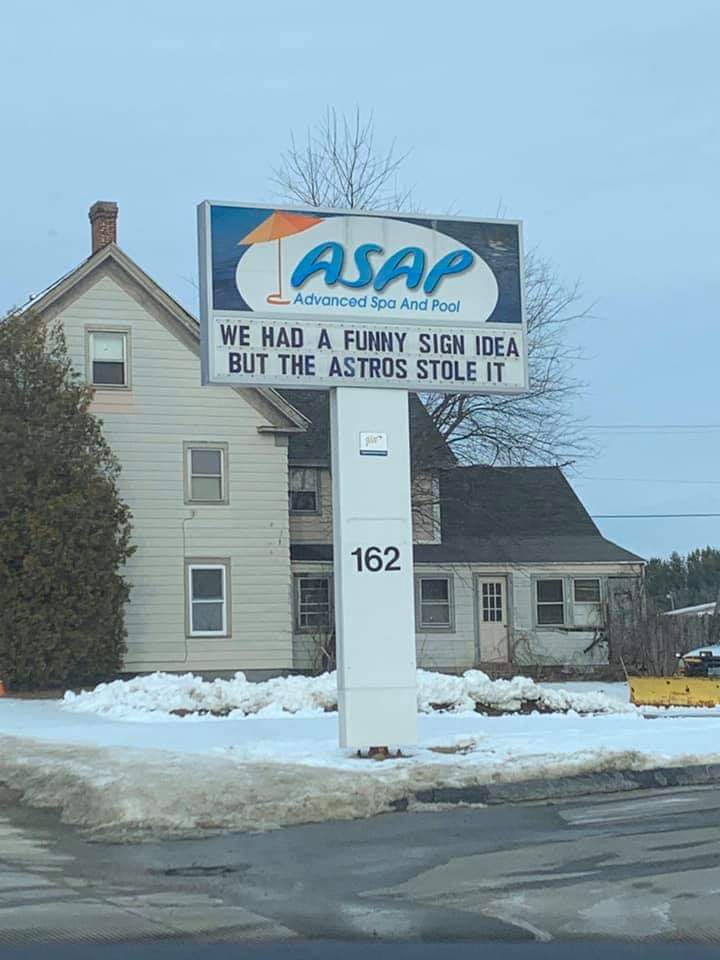 ASAP
Advanced Spa And Pool
WE HAD A FUNNY SIGN IDEA
BUT THE ASTROS STOLE IT
162